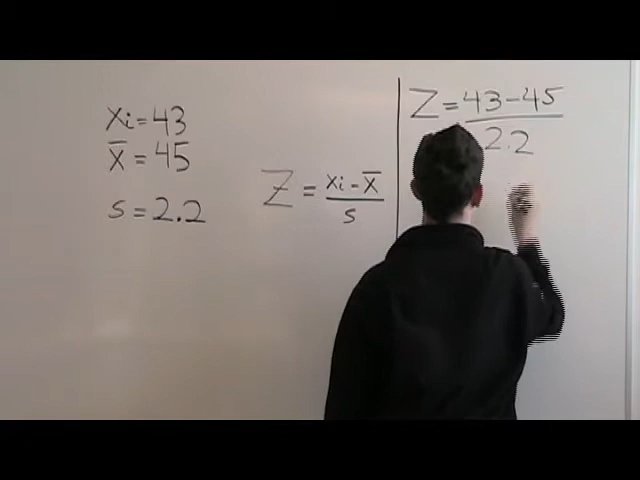 xi = 43
x̄ = 45
s = 2.2
Z = xi - x̄
s
Z = 43 - 45
2.2